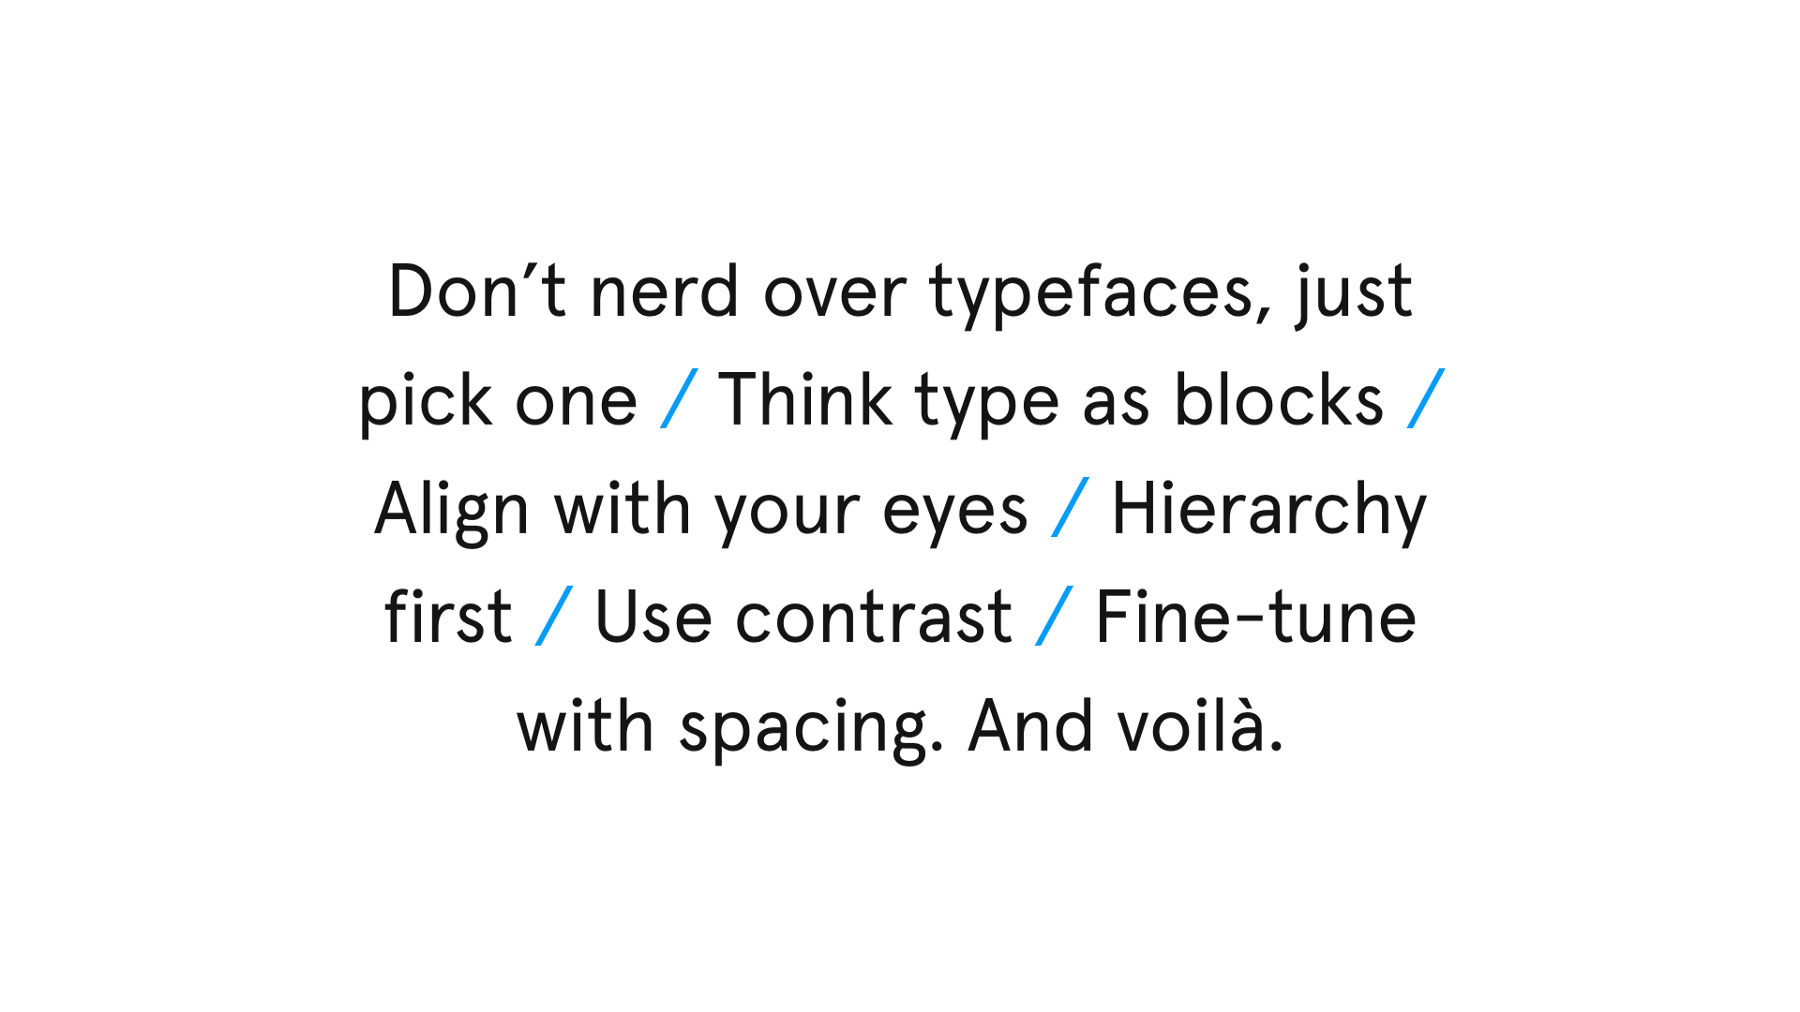 Don’t nerd over typefaces, just
pick one / Think type as blocks /
Align with your eyes / Hierarchy
first / Use contrast / Fine-tune
with spacing. And voilà.